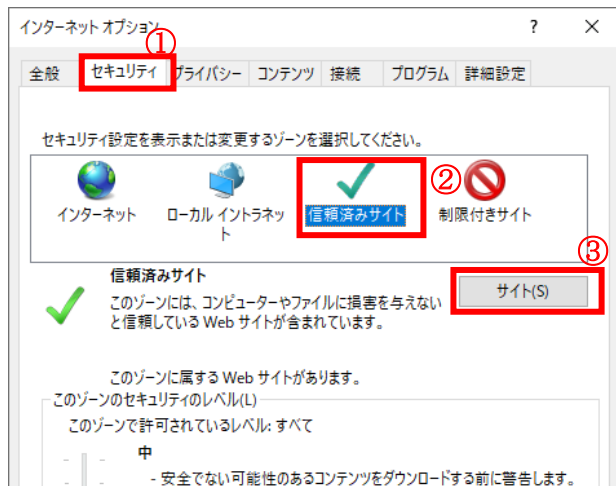 インターネット オプション ? ×
①
全般 セキュリティ プライバシー コンテンツ 接続 プログラム 詳細設定
セキュリティ設定を表示または変更するゾーンを選択してください。
②
インターネット ローカル イントラネット 信頼済みサイト 制限付きサイト
③
信頼済みサイト
サイト(S)
このゾーンには、コンピューターやファイルに損害を与えない
と信頼している Web サイトが含まれています。
このゾーンに属する Web サイトがあります。
このゾーンのセキュリティのレベル(L)
このゾーンで許可されているレベル: すべて
中
- 安全でない可能性のあるコンテンツをダウンロードする前に警告します。